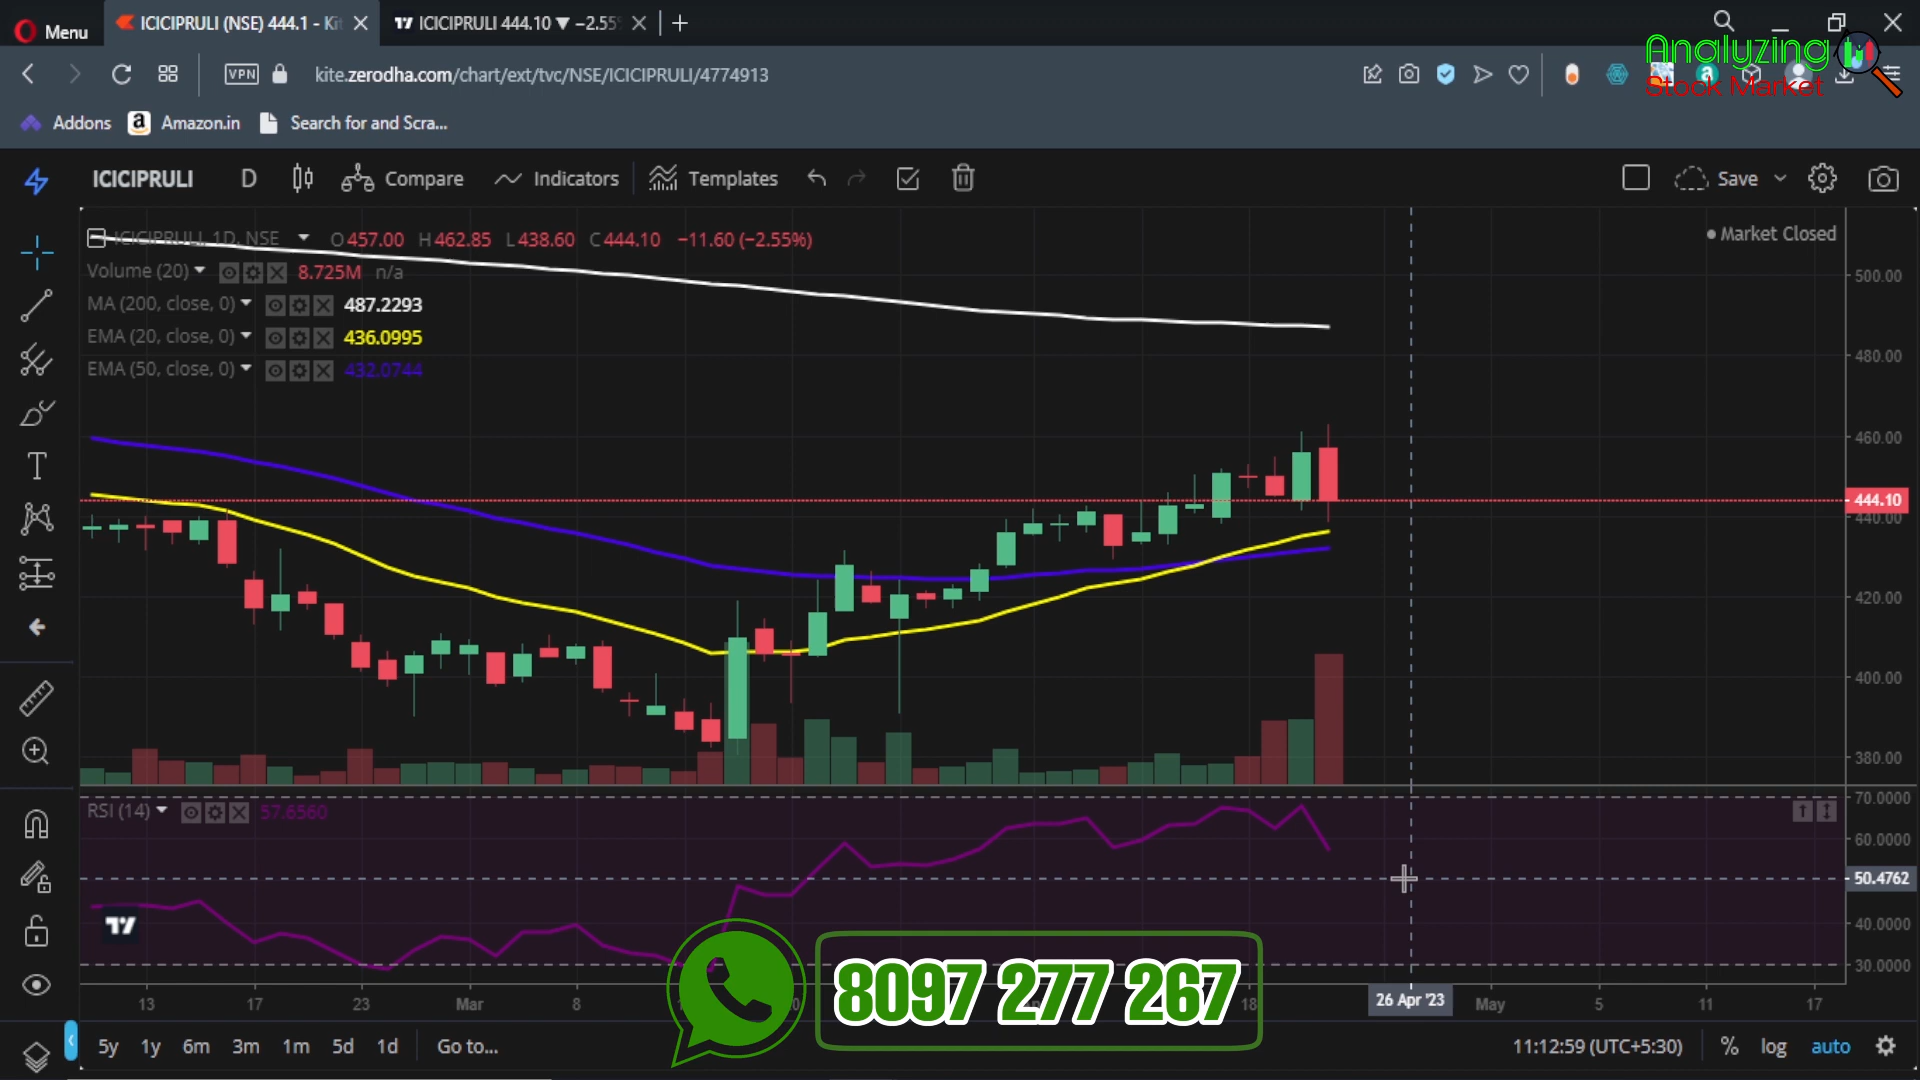 Menu
ICICIPRULI (NSE) 444.1 - Ki
ICICIPRULI 444.10 ▼ −2.55
VPN
kite.zerodha.com/chart/ext/tvc/NSE/ICICIPRULI/4774913
Analyzing
Stock Market
Addons
Amazon.in
Search for and Scra...
ICICIPRULI
D
Compare
Indicators
Templates
Save
ICICIPRULI, 1D, NSE
O457.00 H462.85 L438.60 C444.10 −11.60 (−2.55%)
Market Closed
Volume (20)
8.725M n/a
MA (200, close, 0)
487.2293
EMA (20, close, 0)
436.0995
EMA (50, close, 0)
432.0744
500.00
480.00
460.00
444.10
440.00
420.00
400.00
380.00
RSI (14)
57.6560
70.0000
60.0000
50.4762
40.0000
30.0000
8097 277 267
13
17
23
Mar
8
18
26 Apr '23
May
5
11
17
5y
1y
6m
3m
1m
5d
1d
Go to...
11:12:59 (UTC+5:30)
%
log
auto